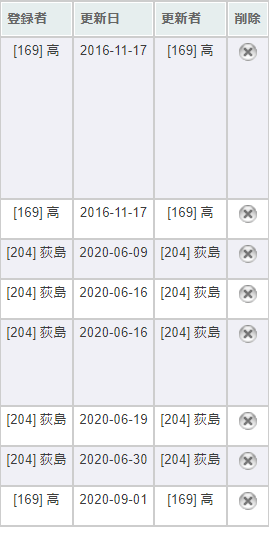 登録者 更新日 更新者 削除
[169] 高 2016-11-17 [169] 高
[169] 高 2016-11-17 [169] 高
[204] 荻島 2020-06-09 [204] 荻島
[204] 荻島 2020-06-16 [204] 荻島
[204] 荻島 2020-06-16 [204] 荻島
[204] 荻島 2020-06-19 [204] 荻島
[204] 荻島 2020-06-30 [204] 荻島
[169] 高 2020-09-01 [169] 高